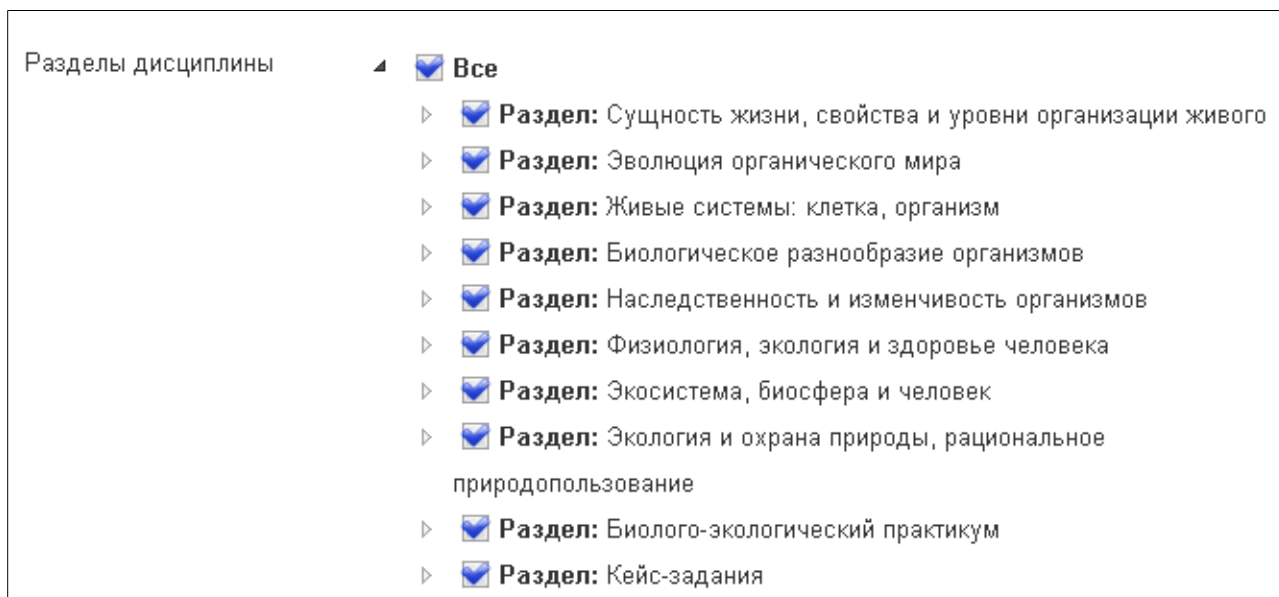 Разделы дисциплины Все
Раздел: Сущность жизни, свойства и уровни организации живого
Раздел: Эволюция органического мира
Раздел: Живые системы: клетка, организм
Раздел: Биологическое разнообразие организмов
Раздел: Наследственность и изменчивость организмов
Раздел: Физиология, экология и здоровье человека
Раздел: Экосистема, биосфера и человек
Раздел: Экология и охрана природы, рациональное
природопользование
Раздел: Биолого-экологический практикум
Раздел: Кейс-задания